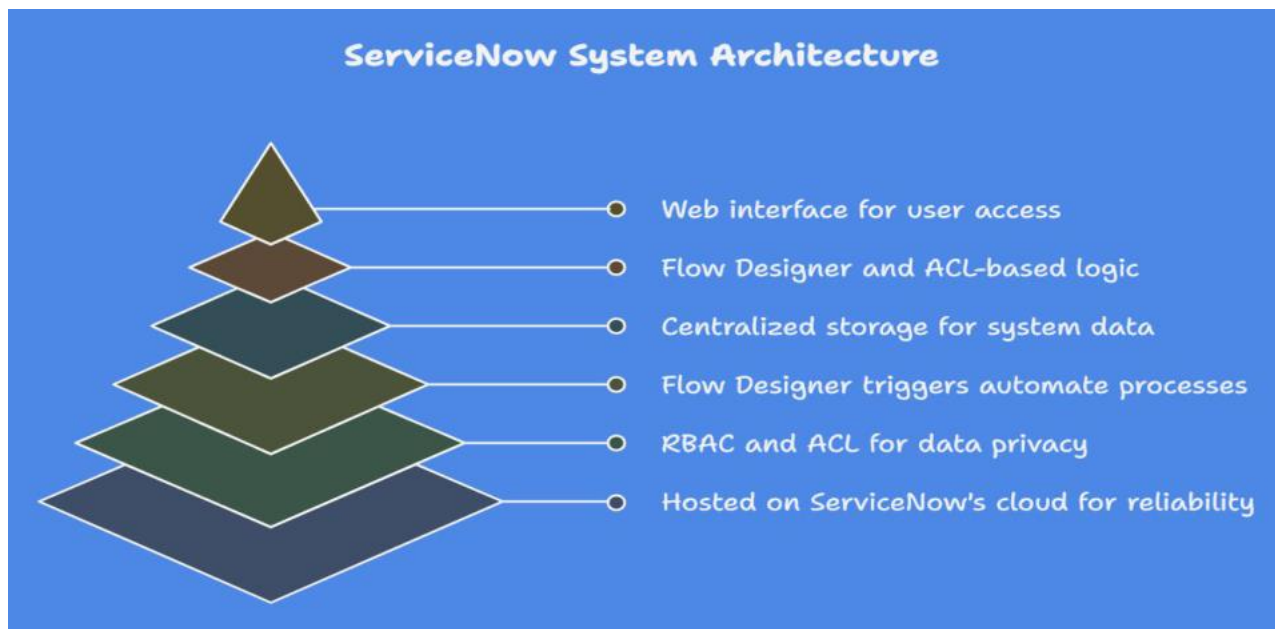 ServiceNow System Architecture
Web interface for user access
Flow Designer and ACL-based logic
Centralized storage for system data
Flow Designer triggers automate processes
RBAC and ACL for data privacy
Hosted on ServiceNow's cloud for reliability